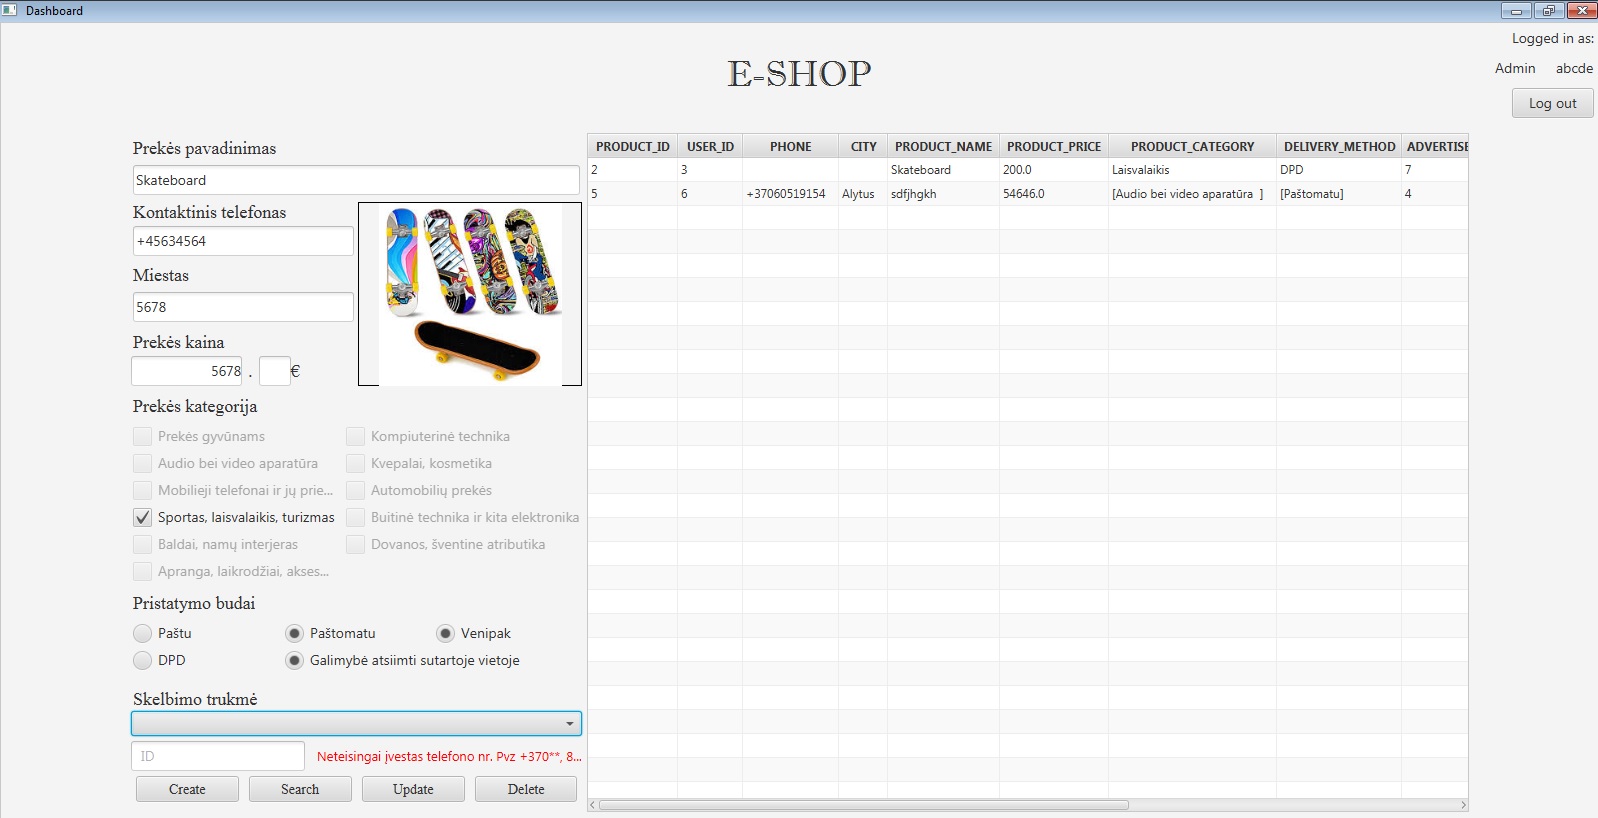 Dashboard
Logged in as:
E-SHOP
Admin abcde
Log out
Prekės pavadinimas
Skateboard
Kontaktinis telefonas
+45634564
Miestas
5678
Prekės kaina
5678 . €
Prekės kategorija
Prekės gyvūnams Kompiuterinė technika
Audio bei video aparatūra Kvepalai, kosmetika
Mobilieji telefonai ir jų prie... Automobilių prekės
Sportas, laisvalaikis, turizmas Buitinė technika ir kita elektronika
Baldai, namų interjeras Dovanos, šventine atributika
Apranga, laikrodžiai, akses...
Pristatymo budai
Paštu Paštomatu Venipak
DPD Galimybė atsiimti sutartoje vietoje
Skelbimo trukmė
ID Neteisingai įvestas telefono nr. Pvz +370**, 8...
Create Search Update Delete
PRODUCT_ID USER_ID PHONE CITY PRODUCT_NAME PRODUCT_PRICE PRODUCT_CATEGORY DELIVERY_METHOD ADVERTISE
2 3 Skateboard 200.0 Laisvalaikis DPD 7
5 6 +37060519154 Alytus sdfjhgkh 54646.0 [Audio bei video aparatūra ] [Paštomatu] 4